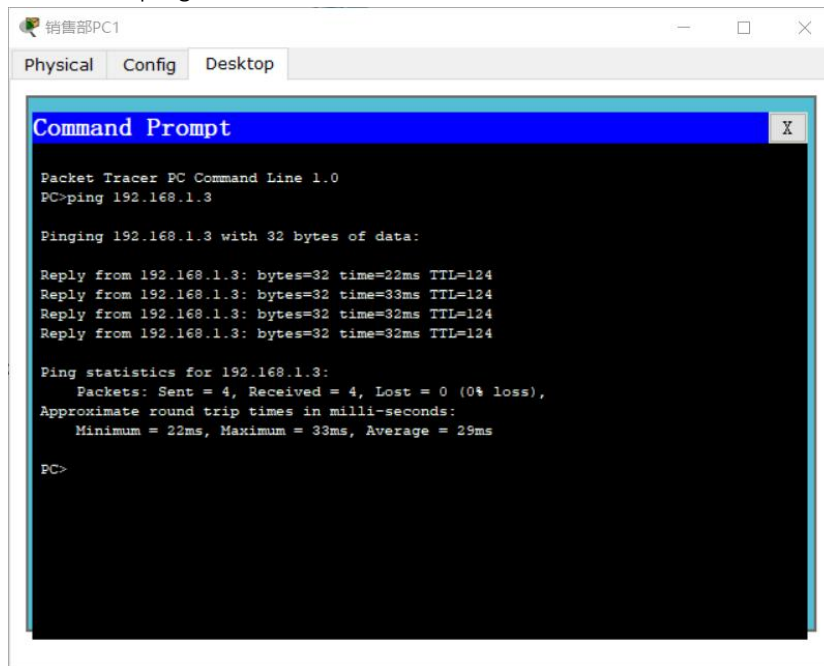 销售部PC1
Physical Config Desktop
Command Prompt X
Packet Tracer PC Command Line 1.0
PC>ping 192.168.1.3
Pinging 192.168.1.3 with 32 bytes of data:
Reply from 192.168.1.3: bytes=32 time=22ms TTL=124
Reply from 192.168.1.3: bytes=32 time=33ms TTL=124
Reply from 192.168.1.3: bytes=32 time=32ms TTL=124
Reply from 192.168.1.3: bytes=32 time=32ms TTL=124
Ping statistics for 192.168.1.3:
Packets: Sent = 4, Received = 4, Lost = 0 (0% loss),
Approximate round trip times in milli-seconds:
Minimum = 22ms, Maximum = 33ms, Average = 29ms
PC>